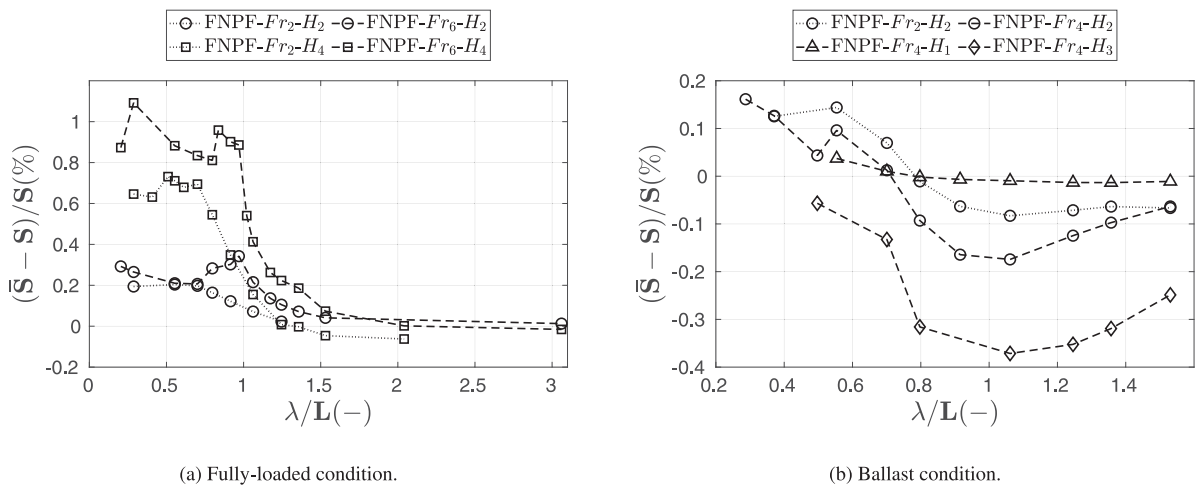 FNPF-Fr₂-H₂ FNPF-Fr₆-H₂
FNPF-Fr₂-H₄ FNPF-Fr₆-H₄
1
0.8
0.6
0.4
0.2
0
-0.2
(S̄ − S)/S(%)
0 0.5 1 1.5 2 2.5 3
λ/L(−)
(a) Fully-loaded condition.
FNPF-Fr₂-H₂ FNPF-Fr₄-H₂
FNPF-Fr₄-H₁ FNPF-Fr₄-H₃
0.2
0.1
0
-0.1
-0.2
-0.3
-0.4
(S̄ − S)/S(%)
0.2 0.4 0.6 0.8 1 1.2 1.4
λ/L(−)
(b) Ballast condition.